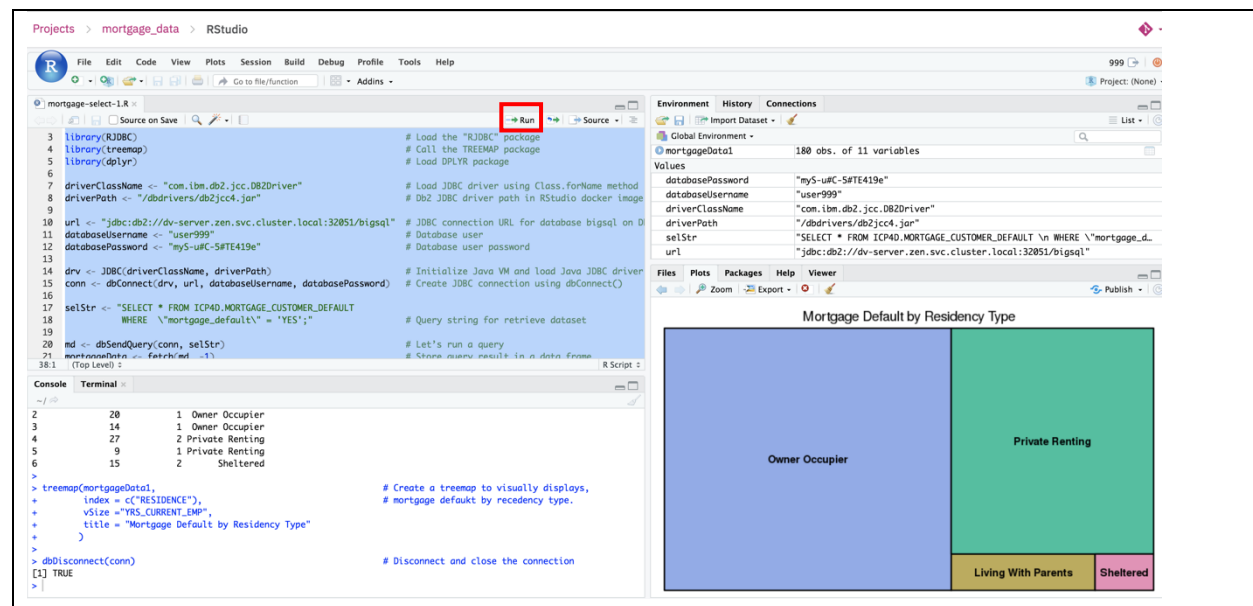 Projects > mortgage_data > RStudio
R File Edit Code View Plots Session Build Debug Profile Tools Help 999
Go to file/function Addins Project: (None)
mortgage-select-1.R
Source on Save Run Source
3 library(RJDBC) # Load the "RJDBC" package
4 library(treemap) # Call the TREEMAP package
5 library(dplyr) # Load DPLYR package
6
7 driverClassName <- "com.ibm.db2.jcc.DB2Driver" # Load JDBC driver using Class.forName method
8 driverPath <- "/dbdrivers/db2jcc4.jar" # Db2 JDBC driver path in RStudio docker image
9
10 url <- "jdbc:db2://dv-server.zen.svc.cluster.local:32051/bigsql" # JDBC connection URL for database bigsql on D
11 databaseUsername <- "user999" # Database user
12 databasePassword <- "myS-u#C-5#TE419e" # Database user password
13
14 drv <- JDBC(driverClassName, driverPath) # Initialize Java VM and load Java JDBC driver
15 conn <- dbConnect(drv, url, databaseUsername, databasePassword) # Create JDBC connection using dbConnect()
16
17 selStr <- "SELECT * FROM ICP4D.MORTGAGE_CUSTOMER_DEFAULT
18 WHERE \"mortgage_default\" = 'YES';" # Query string for retrieve dataset
19
20 md <- dbSendQuery(conn, selStr) # Let's run a query
21 mortgageData <- fetch(md, -1) # Store query result in a data frame
38:1 (Top Level) R Script
Console Terminal
~/
2 20 1 Owner Occupier
3 14 1 Owner Occupier
4 27 2 Private Renting
5 9 1 Private Renting
6 15 2 Sheltered
>
> treemap(mortgageData1, # Create a treemap to visually displays,
+ index = c("RESIDENCE"), # mortgage defaukt by recedency type.
+ vSize ="YRS_CURRENT_EMP",
+ title = "Mortgage Default by Residency Type"
+ )
>
> dbDisconnect(conn) # Disconnect and close the connection
[1] TRUE
>
Environment History Connections
Import Dataset List
Global Environment
mortgageData1 180 obs. of 11 variables
Values
databasePassword "myS-u#C-5#TE419e"
databaseUsername "user999"
driverClassName "com.ibm.db2.jcc.DB2Driver"
driverPath "/dbdrivers/db2jcc4.jar"
selStr "SELECT * FROM ICP4D.MORTGAGE_CUSTOMER_DEFAULT \n WHERE \"mortgage_d…
url "jdbc:db2://dv-server.zen.svc.cluster.local:32051/bigsql"
Files Plots Packages Help Viewer
Zoom Export Publish
Mortgage Default by Residency Type
Owner Occupier
Private Renting
Living With Parents
Sheltered